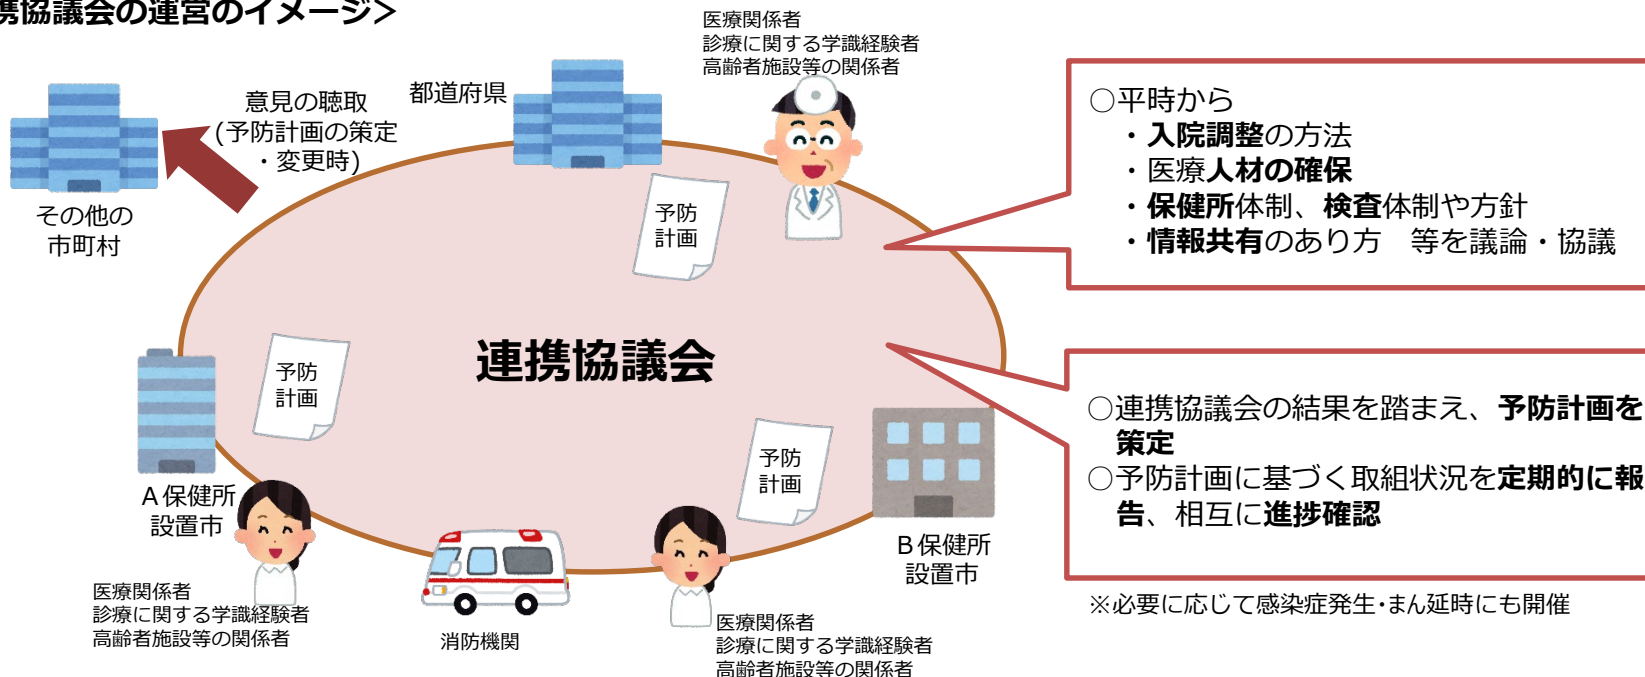 携協議会の運営のイメージ>
医療関係者
診療に関する学識経験者
高齢者施設等の関係者
都道府県
意見の聴取
(予防計画の策定
・変更時)
その他の
市町村
予防
計画
○平時から
・入院調整の方法
・医療人材の確保
・保健所体制、検査体制や方針
・情報共有のあり方　等を議論・協議
連携協議会
予防
計画
○連携協議会の結果を踏まえ、予防計画を
策定
○予防計画に基づく取組状況を定期的に報
告、相互に進捗確認
予防
計画
A保健所
設置市
B保健所
設置市
医療関係者
診療に関する学識経験者
高齢者施設等の関係者
消防機関
医療関係者
診療に関する学識経験者
高齢者施設等の関係者
※必要に応じて感染症発生・まん延時にも開催